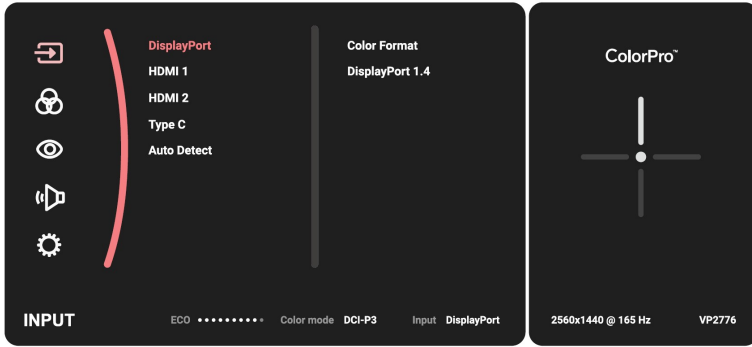 DisplayPort
HDMI 1
HDMI 2
Type C
Auto Detect
Color Format
DisplayPort 1.4
ColorPro™
INPUT
ECO
Color mode DCI-P3
Input DisplayPort
2560x1440 @ 165 Hz
VP2776